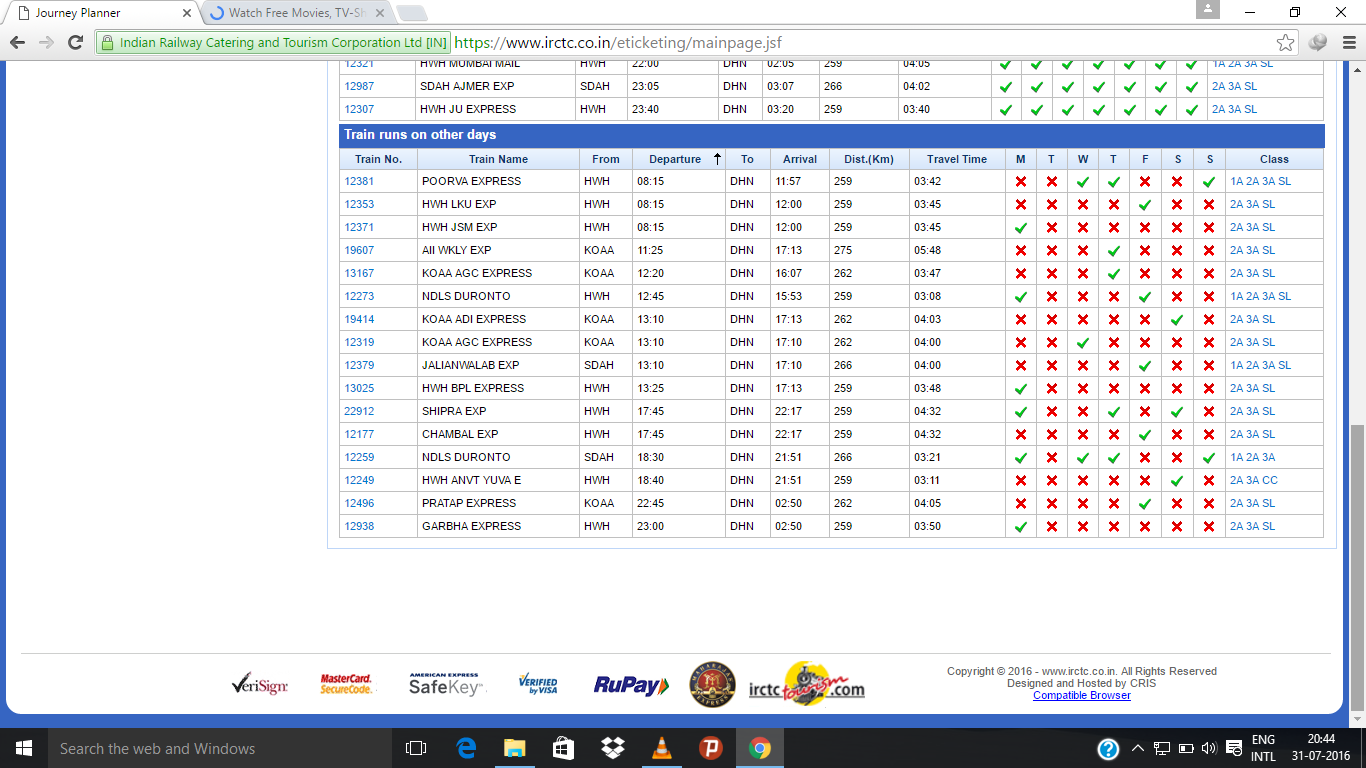 Journey Planner
Watch Free Movies, TV-Sh
Indian Railway Catering and Tourism Corporation Ltd [IN] https://www.irctc.co.in/eticketing/mainpage.jsf
12321 HWH MUMBAI MAIL HWH 22:00 DHN 02:05 259 04:05 1A 2A 3A SL
12987 SDAH AJMER EXP SDAH 23:05 DHN 03:07 266 04:02 2A 3A SL
12307 HWH JU EXPRESS HWH 23:40 DHN 03:20 259 03:40 2A 3A SL
Train runs on other days
Train No. Train Name From Departure To Arrival Dist.(Km) Travel Time M T W T F S S Class
12381 POORVA EXPRESS HWH 08:15 DHN 11:57 259 03:42 1A 2A 3A SL
12353 HWH LKU EXP HWH 08:15 DHN 12:00 259 03:45 2A 3A SL
12371 HWH JSM EXP HWH 08:15 DHN 12:00 259 03:45 2A 3A SL
19607 AII WKLY EXP KOAA 11:25 DHN 17:13 275 05:48 2A 3A SL
13167 KOAA AGC EXPRESS KOAA 12:20 DHN 16:07 262 03:47 2A 3A SL
12273 NDLS DURONTO HWH 12:45 DHN 15:53 259 03:08 1A 2A 3A SL
19414 KOAA ADI EXPRESS KOAA 13:10 DHN 17:13 262 04:03 2A 3A SL
12319 KOAA AGC EXPRESS KOAA 13:10 DHN 17:10 262 04:00 2A 3A SL
12379 JALIANWALAB EXP SDAH 13:10 DHN 17:10 266 04:00 1A 2A 3A SL
13025 HWH BPL EXPRESS HWH 13:25 DHN 17:13 259 03:48 2A 3A SL
22912 SHIPRA EXP HWH 17:45 DHN 22:17 259 04:32 2A 3A SL
12177 CHAMBAL EXP HWH 17:45 DHN 22:17 259 04:32 2A 3A SL
12259 NDLS DURONTO SDAH 18:30 DHN 21:51 266 03:21 1A 2A 3A
12249 HWH ANVT YUVA E HWH 18:40 DHN 21:51 259 03:11 2A 3A CC
12496 PRATAP EXPRESS KOAA 22:45 DHN 02:50 262 04:05 2A 3A SL
12938 GARBHA EXPRESS HWH 23:00 DHN 02:50 259 03:50 2A 3A SL
VeriSign
MasterCard.
SecureCode.
AMERICAN EXPRESS
SafeKey
VERIFIED
by VISA
RuPay
irctc tourism .com
Copyright © 2016 - www.irctc.co.in. All Rights Reserved
Designed and Hosted by CRIS
Compatible Browser
Search the web and Windows
ENG
INTL
20:44
31-07-2016